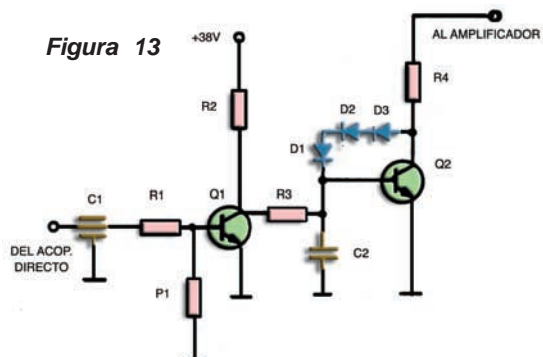 Figura 13
+38V
AL AMPLIFICADOR
R2
R4
D2
D3
D1
Q2
C1
R1
Q1
R3
DEL ACOP.
DIRECTO
C2
P1